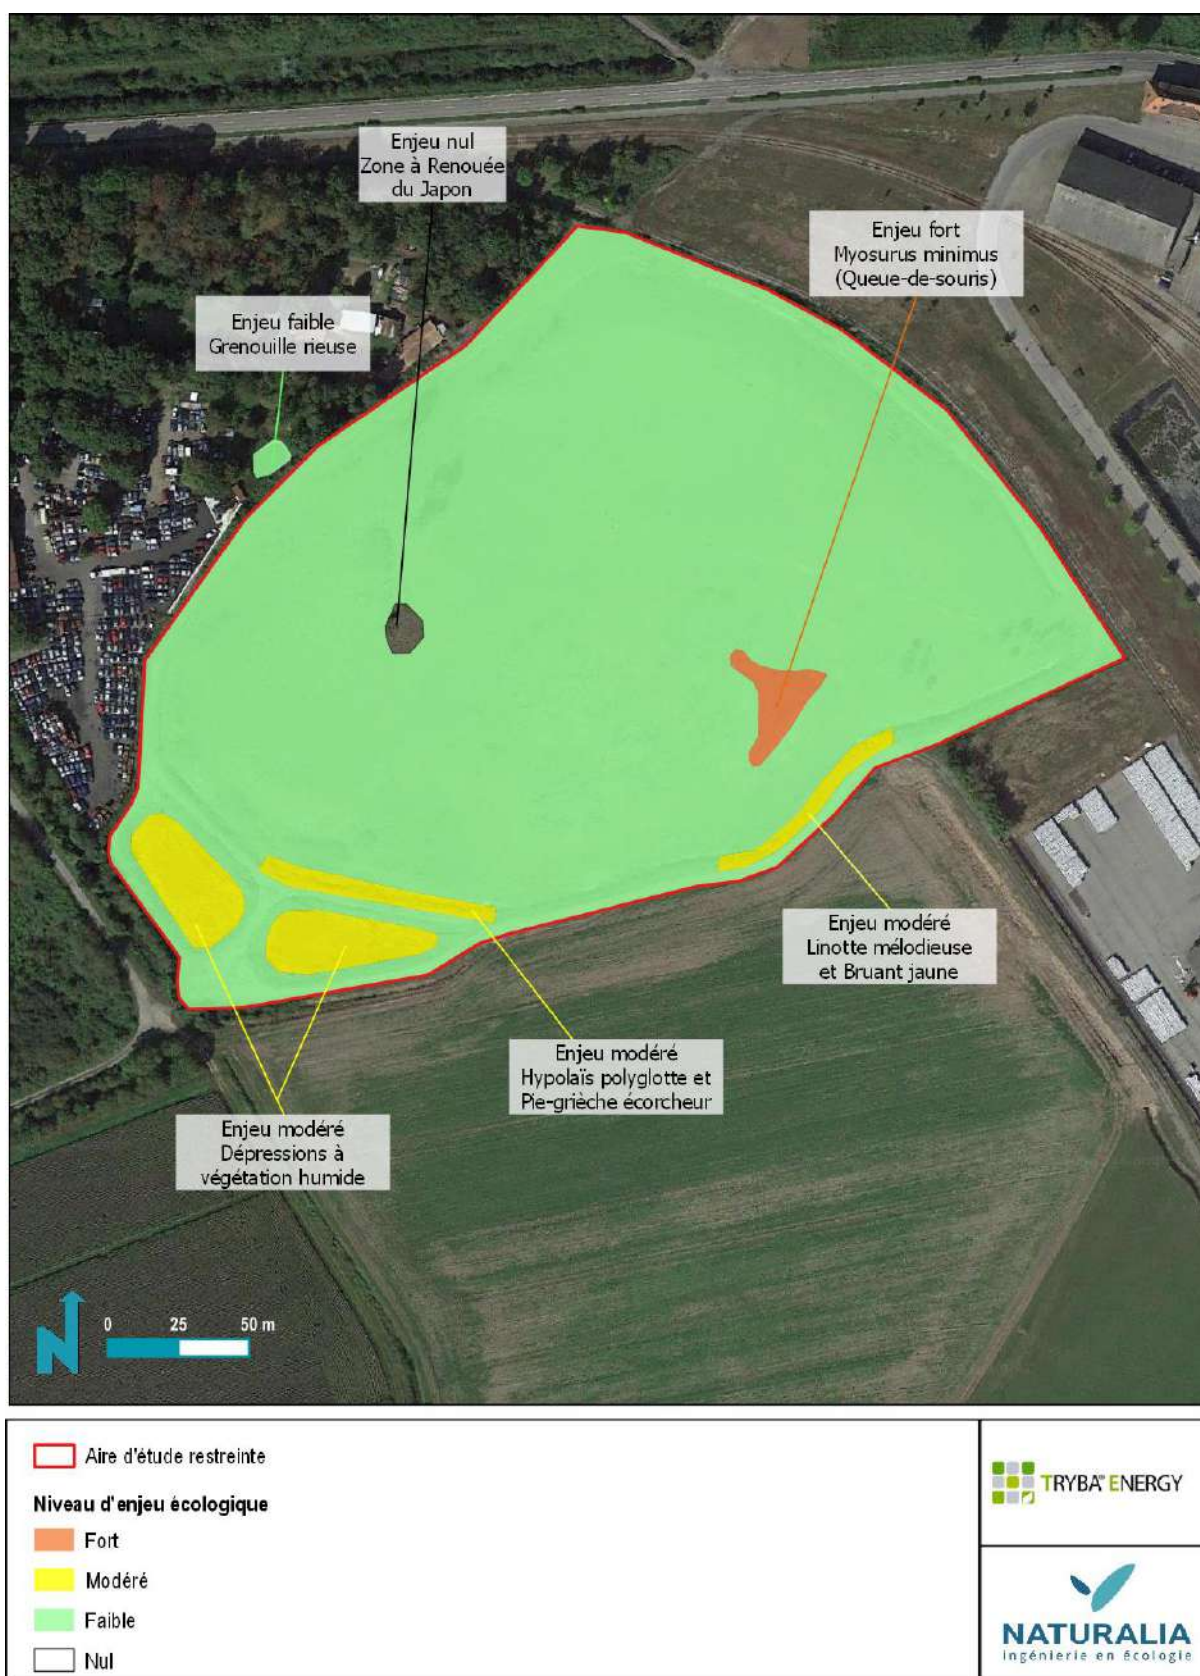 Enjeu nul
Zone à Renouée
du Japon
Enjeu fort
Myosurus minimus
(Queue-de-souris)
Enjeu faible
Grenouille rieuse
Enjeu modéré
Linotte mélodieuse
et Bruant jaune
Enjeu modéré
Hypolaïs polyglotte et
Pie-grièche écorcheur
Enjeu modéré
Dépressions à
végétation humide
N
0 25 50 m
Aire d'étude restreinte
Niveau d'enjeu écologique
Fort
Modéré
Faible
Nul
TRYBA ENERGY
NATURALIA
ingénierie en écologie